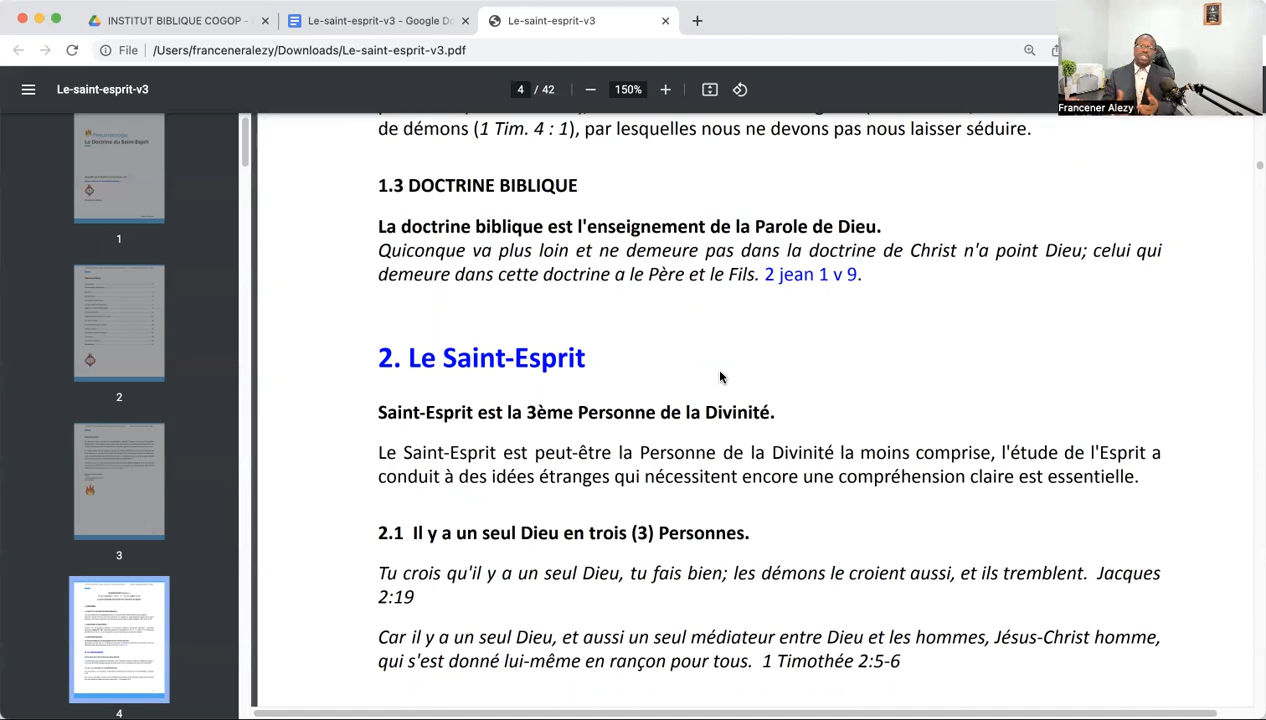 INSTITUT BIBLIQUE COGOP -
Le-saint-esprit-v3 - Google Do
Le-saint-esprit-v3
File
/Users/franceneralezy/Downloads/Le-saint-esprit-v3.pdf
Le-saint-esprit-v3
4 / 42
150%
Francener Alezy
de démons (1 Tim. 4 : 1), par lesquelles nous ne devons pas nous laisser séduire.
1.3 DOCTRINE BIBLIQUE
La doctrine biblique est l'enseignement de la Parole de Dieu.
Quiconque va plus loin et ne demeure pas dans la doctrine de Christ n'a point Dieu; celui qui
demeure dans cette doctrine a le Père et le Fils. 2 jean 1 v 9.
2. Le Saint-Esprit
Saint-Esprit est la 3ème Personne de la Divinité.
Le Saint-Esprit est peut-être la Personne de la Divinité la moins comprise, l'étude de l'Esprit a
conduit à des idées étranges qui nécessitent encore une compréhension claire est essentielle.
2.1 Il y a un seul Dieu en trois (3) Personnes.
Tu crois qu'il y a un seul Dieu, tu fais bien; les démons le croient aussi, et ils tremblent. Jacques
2:19
Car il y a un seul Dieu, et aussi un seul médiateur entre Dieu et les hommes, Jésus-Christ homme,
qui s'est donné lui-même en rançon pour tous. 1 Timothée 2:5-6
La Doctrine du Saint-Esprit
1
2
3
4